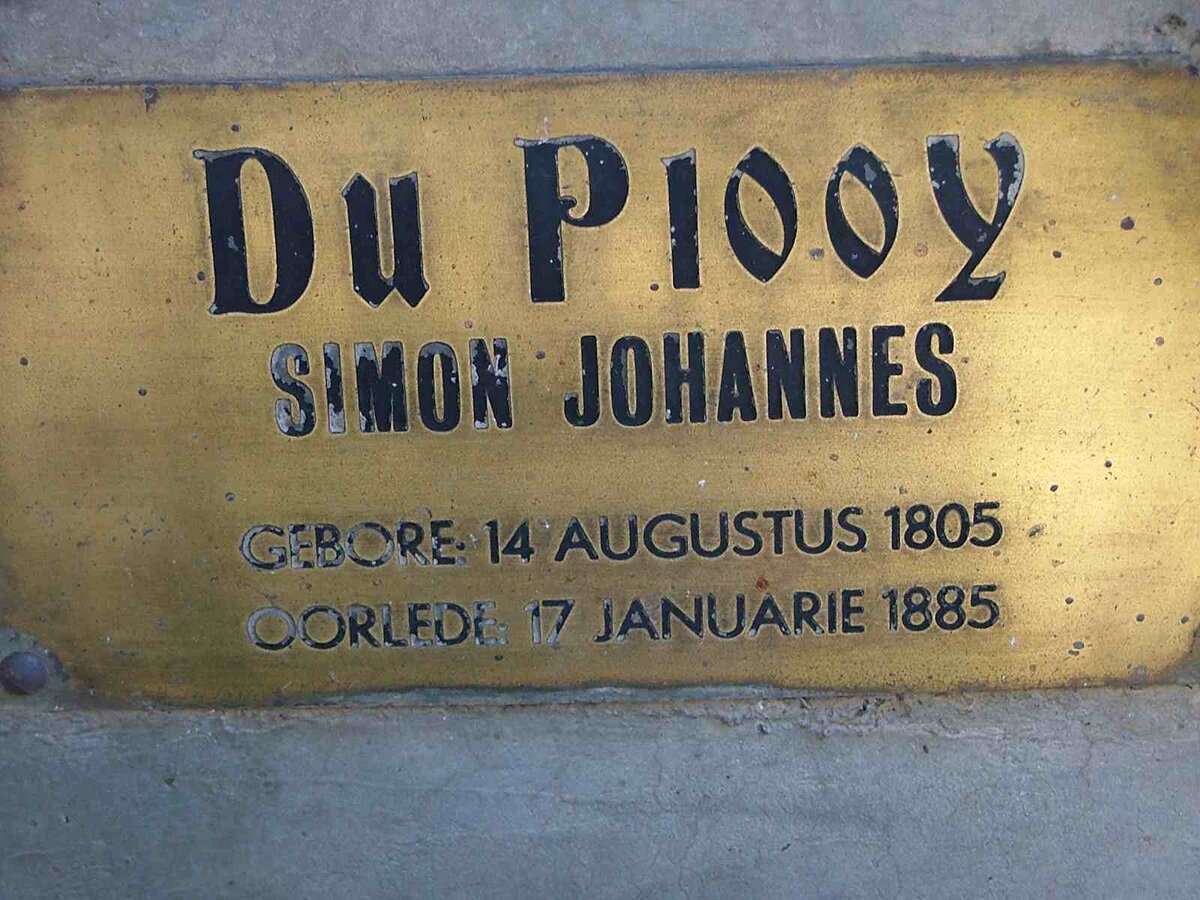 Du Plooy
SIMON JOHANNES
GEBORE: 14 AUGUSTUS 1805
OORLEDE: 17 JANUARIE 1885